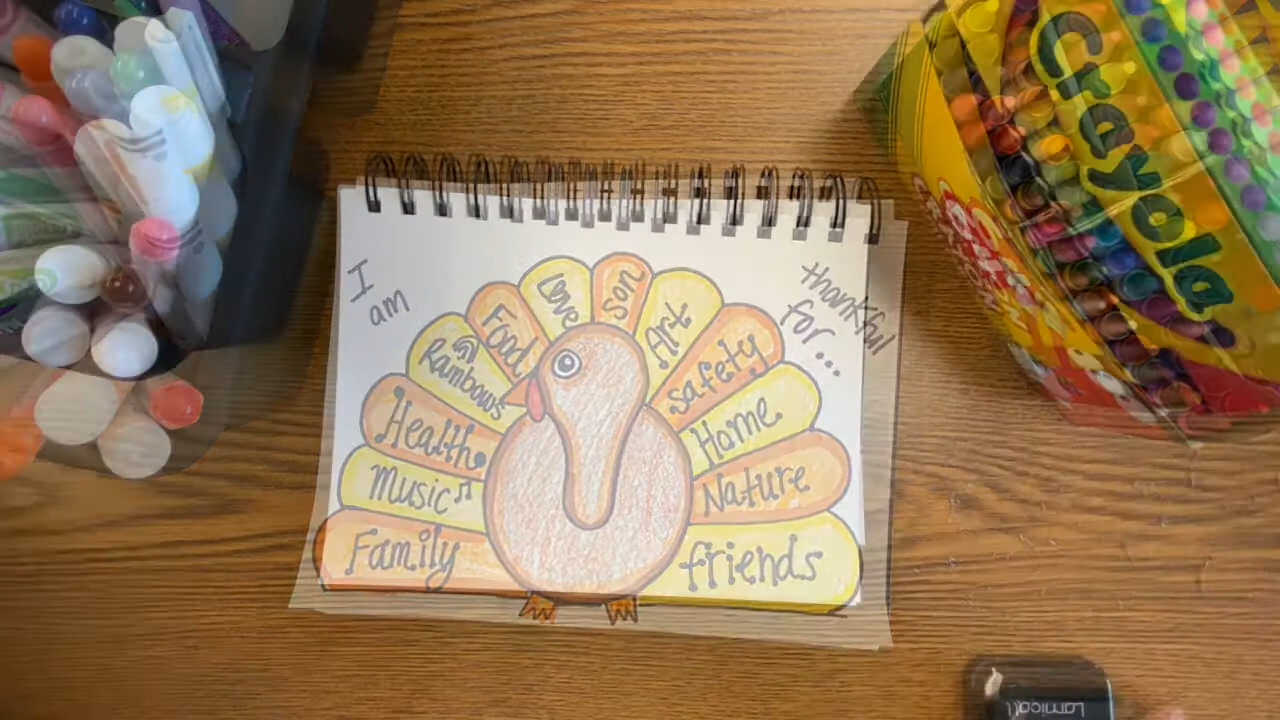 I am
thankful for...
Family
Music
Health
Rainbows
Food
Love
Son
Art
Safety
Home
Nature
friends
Crayola
Lamicall